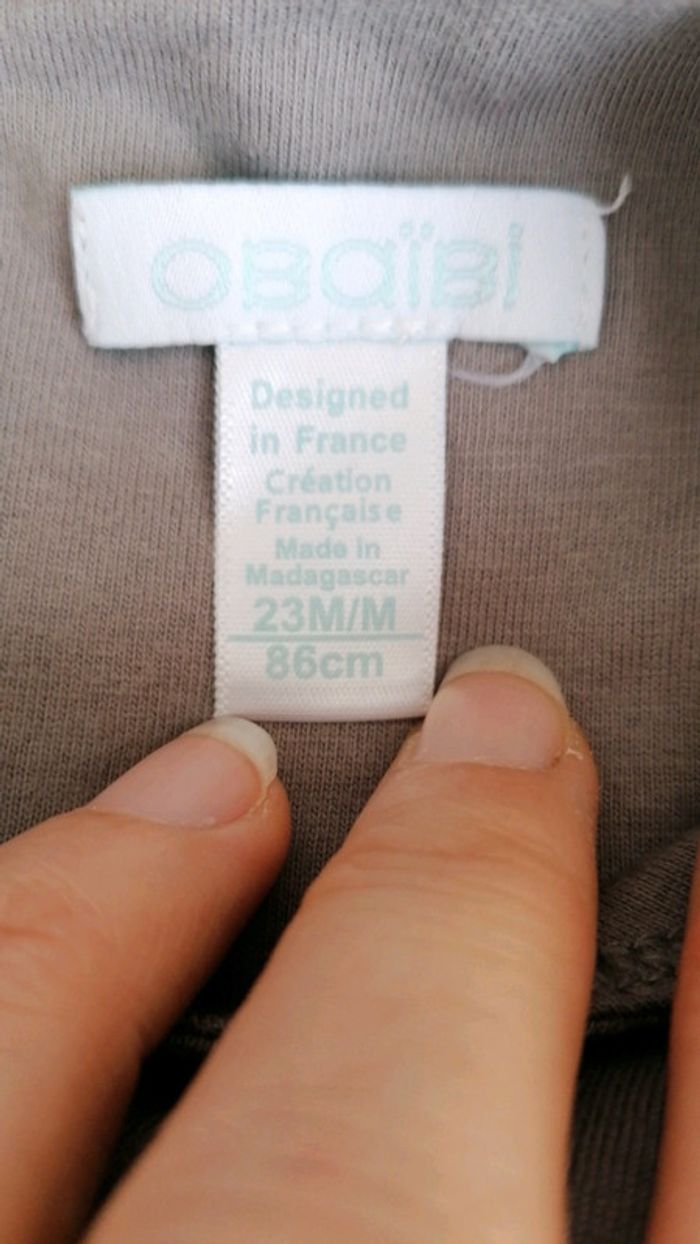 obaïbi
Designed
in France
Création
Française
Made in
Madagascar
23M/M
86cm